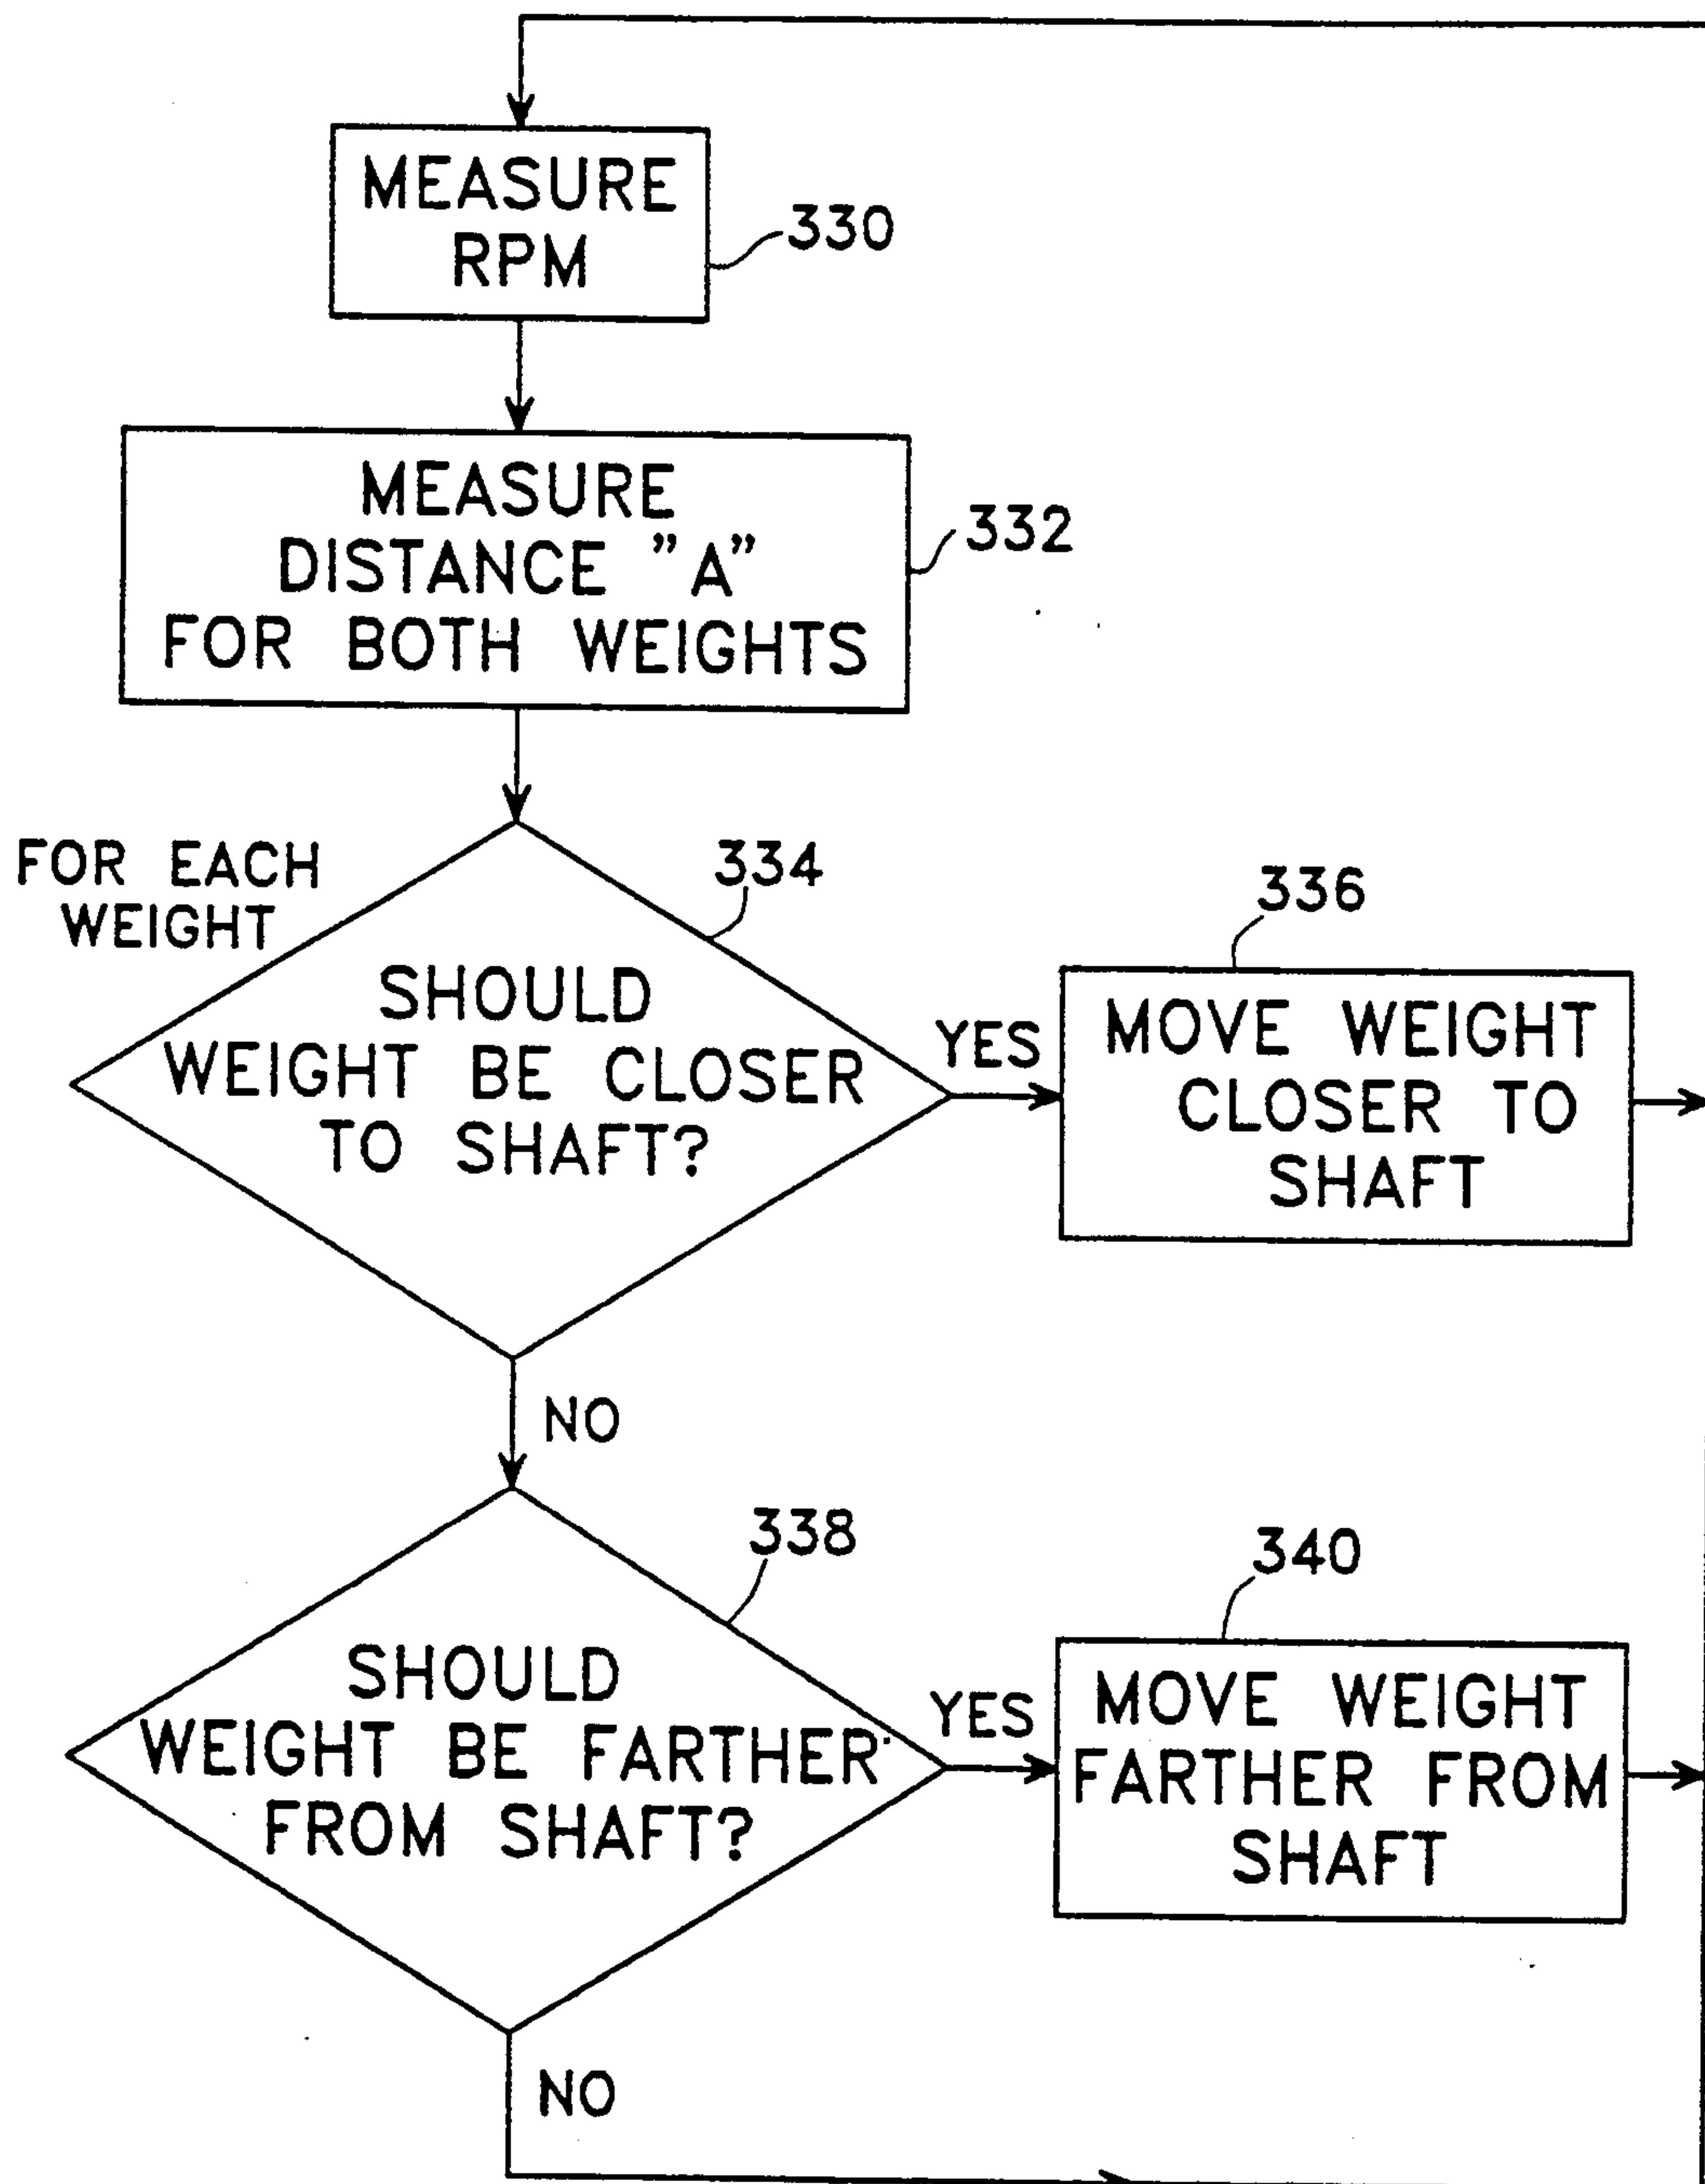 MEASURE
RPM
330
MEASURE
DISTANCE "A"
FOR BOTH WEIGHTS
332
FOR EACH
WEIGHT
334
SHOULD
WEIGHT BE CLOSER
TO SHAFT?
YES
336
MOVE WEIGHT
CLOSER TO
SHAFT
NO
338
SHOULD
WEIGHT BE FARTHER
FROM SHAFT?
YES
340
MOVE WEIGHT
FARTHER FROM
SHAFT
NO